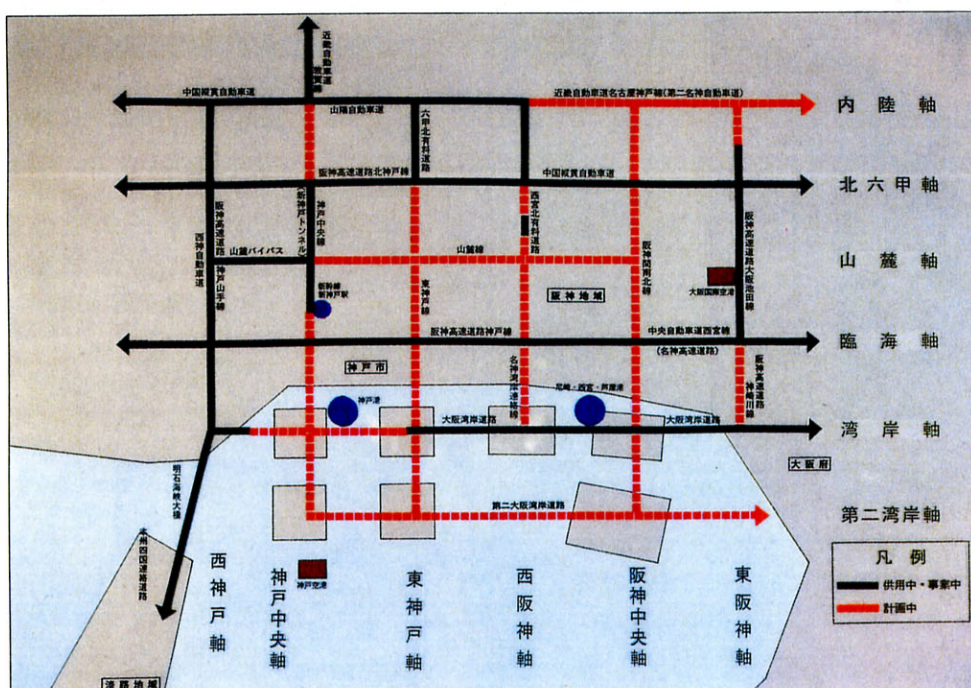 近畿自動車道
敦賀線
中国縦貫自動車道
山陽自動車道
六甲北有料道路
近畿自動車道名古屋神戸線(第二名神自動車道)
内陸軸
阪神高速道路北神戸線
中国縦貫自動車道
北六甲軸
西神自動車道
阪神高速道路
神戸山手線
山麓バイパス
(新神戸トンネル)
神戸中央線
新幹線
新神戸駅
東神戸線
山麓線
西宮北有料道路
阪神地域
阪神間南北線
大阪国際空港
阪神高速道路大阪池田線
山麓軸
阪神高速道路神戸線
中央自動車道西宮線
(名神高速道路)
臨海軸
神戸市
神戸港
名神湾岸連絡線
尼崎・西宮・芦屋港
阪神高速道路
神崎川線
大阪湾岸道路
大阪湾岸道路
湾岸軸
大阪府
明石海峡大橋
本州四国連絡道路
第二大阪湾岸道路
第二湾岸軸
神戸空港
淡路地域
西神戸軸
神戸中央軸
東神戸軸
西阪神軸
阪神中央軸
東阪神軸
凡例
供用中・事業中
計画中